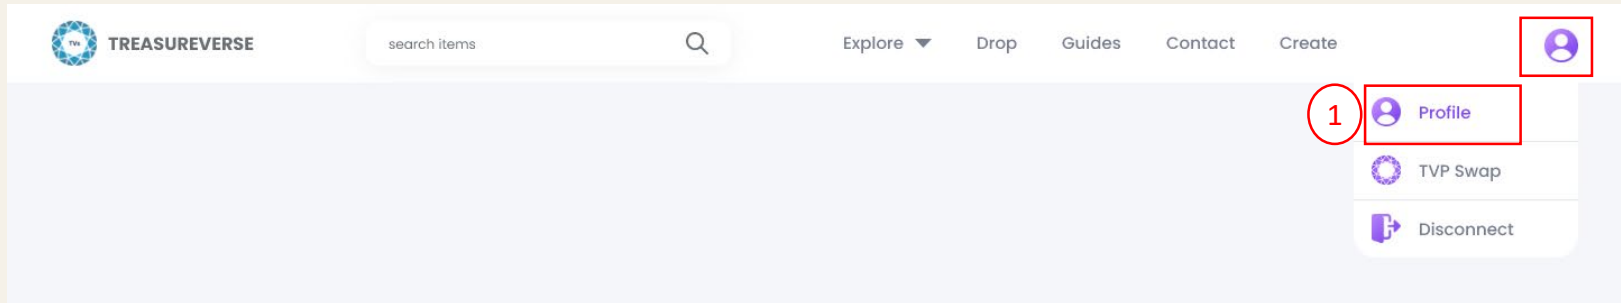 TVs TREASUREVERSE search items Explore Drop Guides Contact Create
1 Profile
TVP Swap
Disconnect